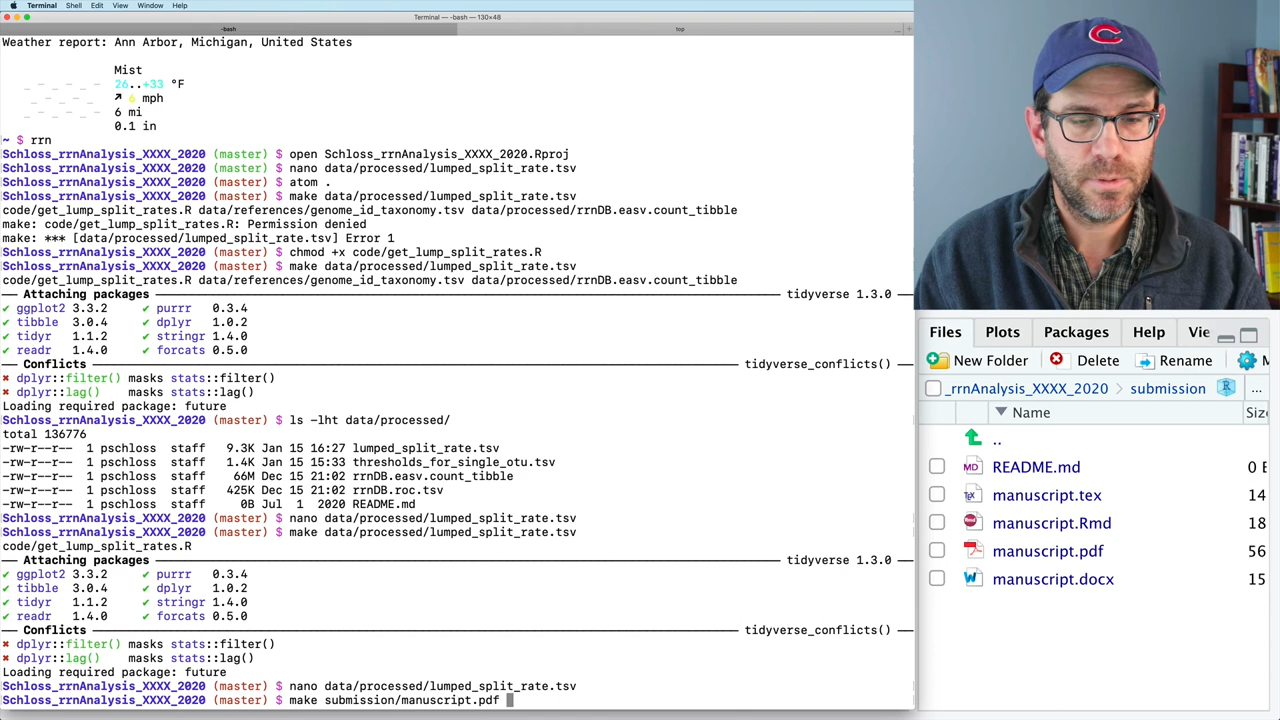 Terminal Shell Edit View Window Help
Terminal — -bash — 130×48
-bash
top
Weather report: Ann Arbor, Michigan, United States
Mist
_ - _ - _ - 26..+33 °F
_ - _ - _ ↗ 6 mph
_ - _ - _ - 6 mi
0.1 in
~ $ rrn
Schloss_rrnAnalysis_XXXX_2020 (master) $ open Schloss_rrnAnalysis_XXXX_2020.Rproj
Schloss_rrnAnalysis_XXXX_2020 (master) $ nano data/processed/lumped_split_rate.tsv
Schloss_rrnAnalysis_XXXX_2020 (master) $ atom .
Schloss_rrnAnalysis_XXXX_2020 (master) $ make data/processed/lumped_split_rate.tsv
code/get_lump_split_rates.R data/references/genome_id_taxonomy.tsv data/processed/rrnDB.easv.count_tibble
make: code/get_lump_split_rates.R: Permission denied
make: *** [data/processed/lumped_split_rate.tsv] Error 1
Schloss_rrnAnalysis_XXXX_2020 (master) $ chmod +x code/get_lump_split_rates.R
Schloss_rrnAnalysis_XXXX_2020 (master) $ make data/processed/lumped_split_rate.tsv
code/get_lump_split_rates.R data/references/genome_id_taxonomy.tsv data/processed/rrnDB.easv.count_tibble
── Attaching packages ── tidyverse 1.3.0 ──
✔ ggplot2 3.3.2 ✔ purrr 0.3.4
✔ tibble 3.0.4 ✔ dplyr 1.0.2
✔ tidyr 1.1.2 ✔ stringr 1.4.0
✔ readr 1.4.0 ✔ forcats 0.5.0
── Conflicts ── tidyverse_conflicts() ──
✖ dplyr::filter() masks stats::filter()
✖ dplyr::lag() masks stats::lag()
Loading required package: future
Schloss_rrnAnalysis_XXXX_2020 (master) $ ls -lht data/processed/
total 136776
-rw-r--r-- 1 pschloss staff 9.3K Jan 15 16:27 lumped_split_rate.tsv
-rw-r--r-- 1 pschloss staff 1.4K Jan 15 15:33 thresholds_for_single_otu.tsv
-rw-r--r-- 1 pschloss staff 66M Dec 15 21:02 rrnDB.easv.count_tibble
-rw-r--r-- 1 pschloss staff 425K Dec 15 21:02 rrnDB.roc.tsv
-rw-r--r-- 1 pschloss staff 0B Jul 1 2020 README.md
Schloss_rrnAnalysis_XXXX_2020 (master) $ nano data/processed/lumped_split_rate.tsv
Schloss_rrnAnalysis_XXXX_2020 (master) $ make data/processed/lumped_split_rate.tsv
code/get_lump_split_rates.R
── Attaching packages ── tidyverse 1.3.0 ──
✔ ggplot2 3.3.2 ✔ purrr 0.3.4
✔ tibble 3.0.4 ✔ dplyr 1.0.2
✔ tidyr 1.1.2 ✔ stringr 1.4.0
✔ readr 1.4.0 ✔ forcats 0.5.0
── Conflicts ── tidyverse_conflicts() ──
✖ dplyr::filter() masks stats::filter()
✖ dplyr::lag() masks stats::lag()
Loading required package: future
Schloss_rrnAnalysis_XXXX_2020 (master) $ nano data/processed/lumped_split_rate.tsv
Schloss_rrnAnalysis_XXXX_2020 (master) $ make submission/manuscript.pdf
C
Files Plots Packages Help Vie
New Folder Delete Rename M
_rrnAnalysis_XXXX_2020 > submission R ...
Name Siz
..
MD README.md 0 B
TEX manuscript.tex 14
Rmd manuscript.Rmd 18
manuscript.pdf 56
W manuscript.docx 15